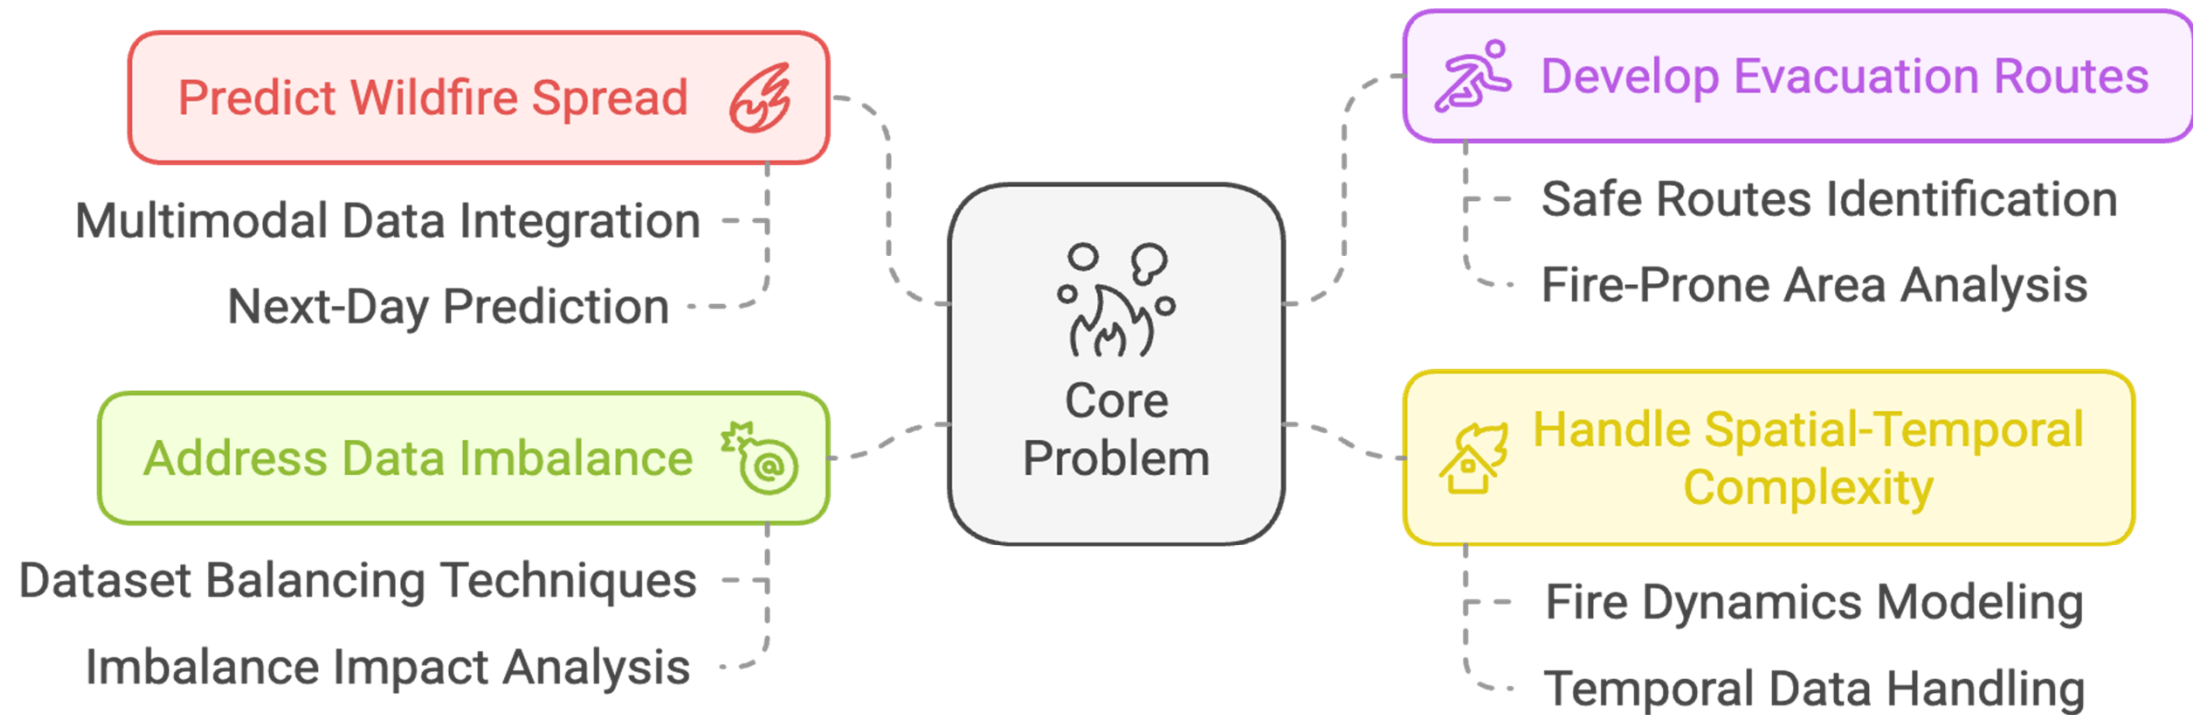 Predict Wildfire Spread
Multimodal Data Integration
Next-Day Prediction
Address Data Imbalance
Dataset Balancing Techniques
Imbalance Impact Analysis
Core
Problem
Develop Evacuation Routes
Safe Routes Identification
Fire-Prone Area Analysis
Handle Spatial-Temporal
Complexity
Fire Dynamics Modeling
Temporal Data Handling